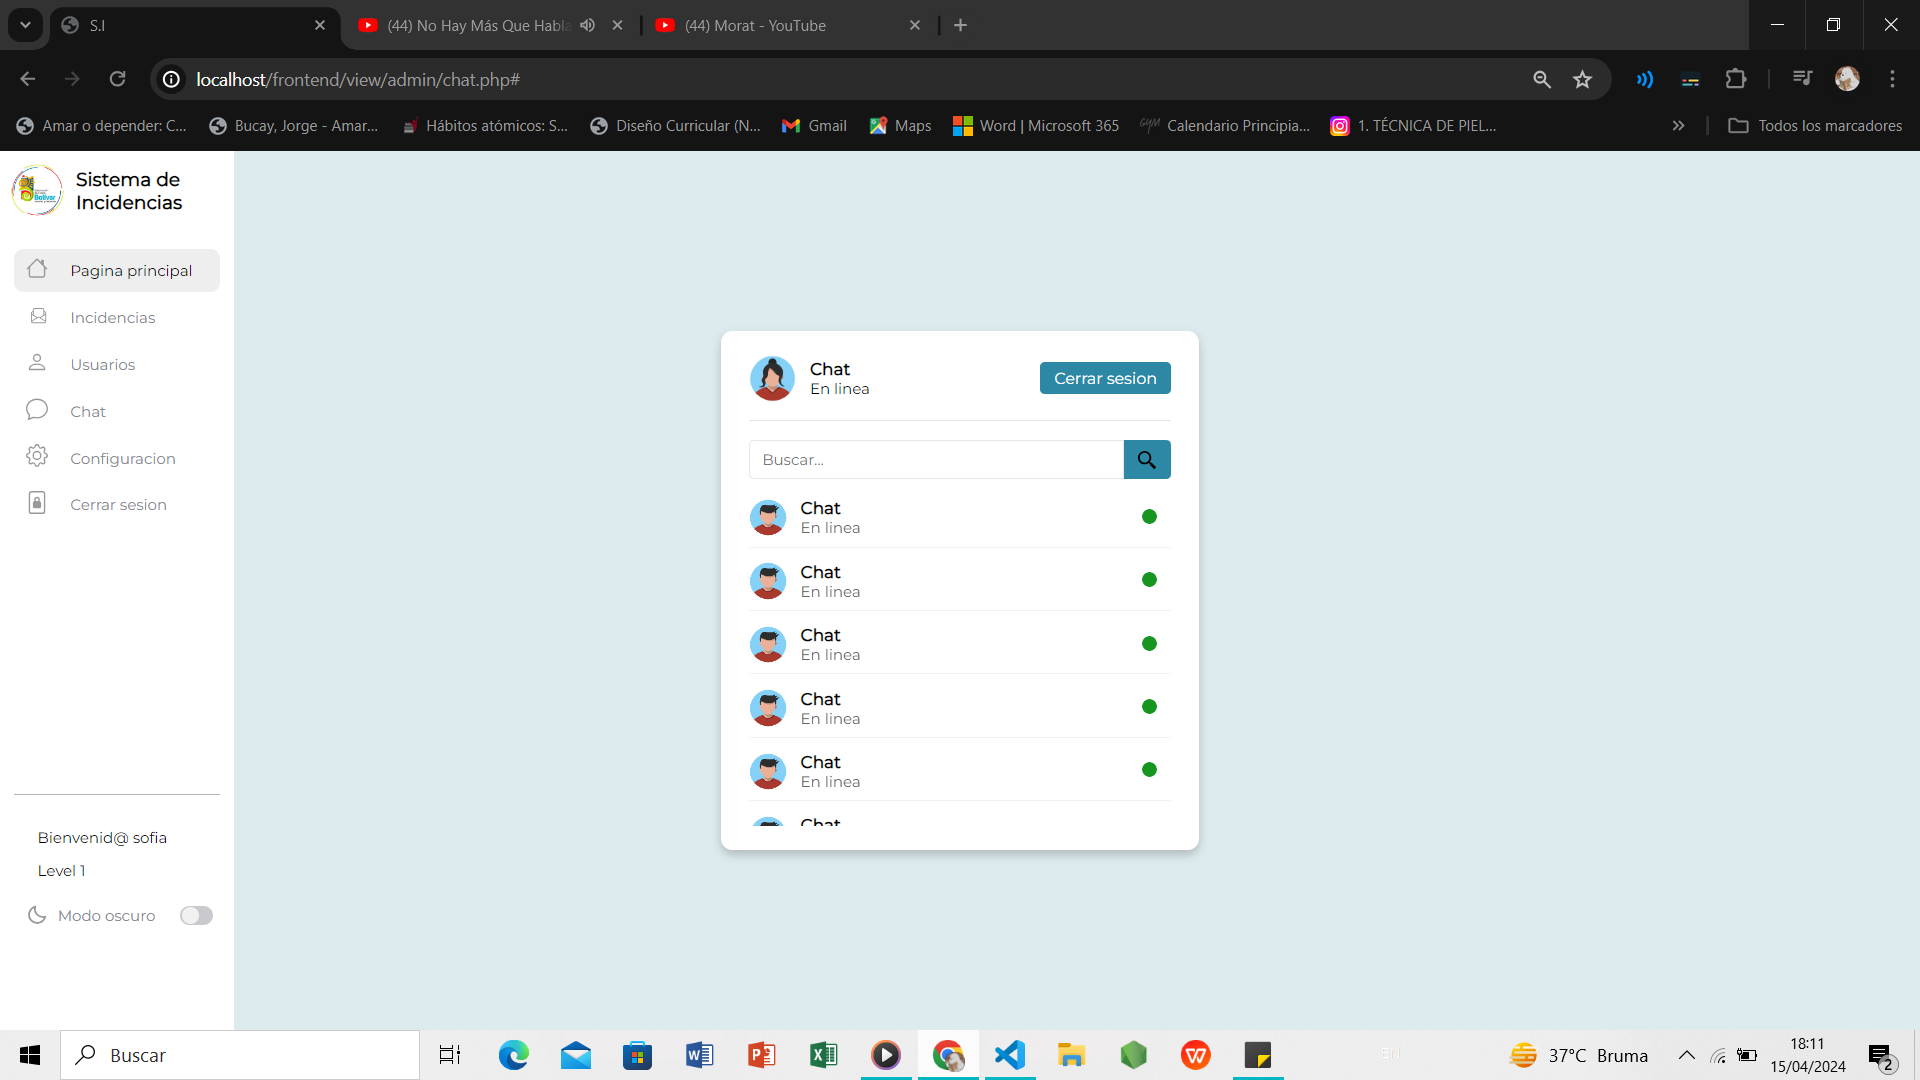 S.I
(44) No Hay Más Que Habla
(44) Morat - YouTube
localhost/frontend/view/admin/chat.php#
Amar o depender: C...
Bucay, Jorge - Amar...
Hábitos atómicos: S...
Diseño Curricular (N...
Gmail
Maps
Word | Microsoft 365
GYM
Calendario Principia...
1. TÉCNICA DE PIEL...
Todos los marcadores
Bolívar
Sistema de
Incidencias
Pagina principal
Incidencias
Usuarios
Chat
Configuracion
Cerrar sesion
Bienvenid@ sofia
Level 1
Modo oscuro
Chat
En linea
Cerrar sesion
Buscar...
Chat
En linea
Chat
En linea
Chat
En linea
Chat
En linea
Chat
En linea
Chat
Buscar
37°C Bruma
18:11
15/04/2024
2